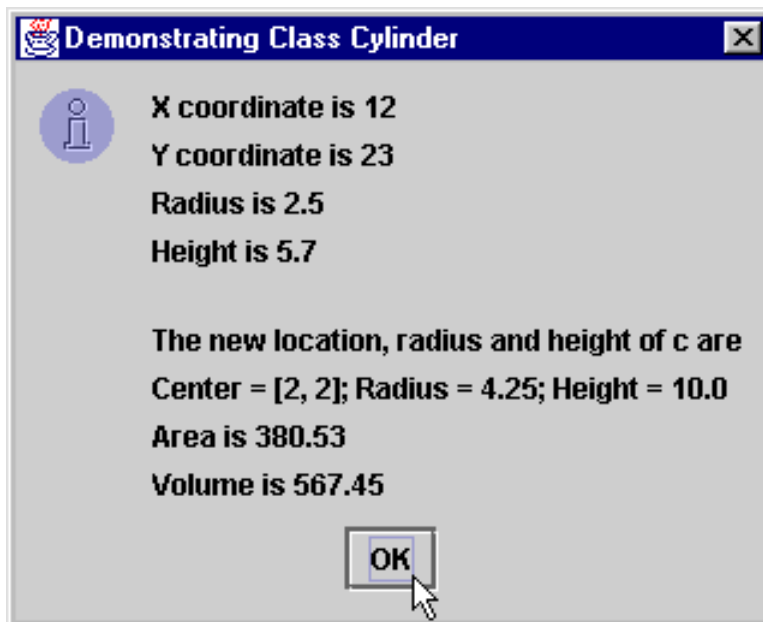 Demonstrating Class Cylinder
X coordinate is 12
Y coordinate is 23
Radius is 2.5
Height is 5.7
The new location, radius and height of c are
Center = [2, 2]; Radius = 4.25; Height = 10.0
Area is 380.53
Volume is 567.45
OK